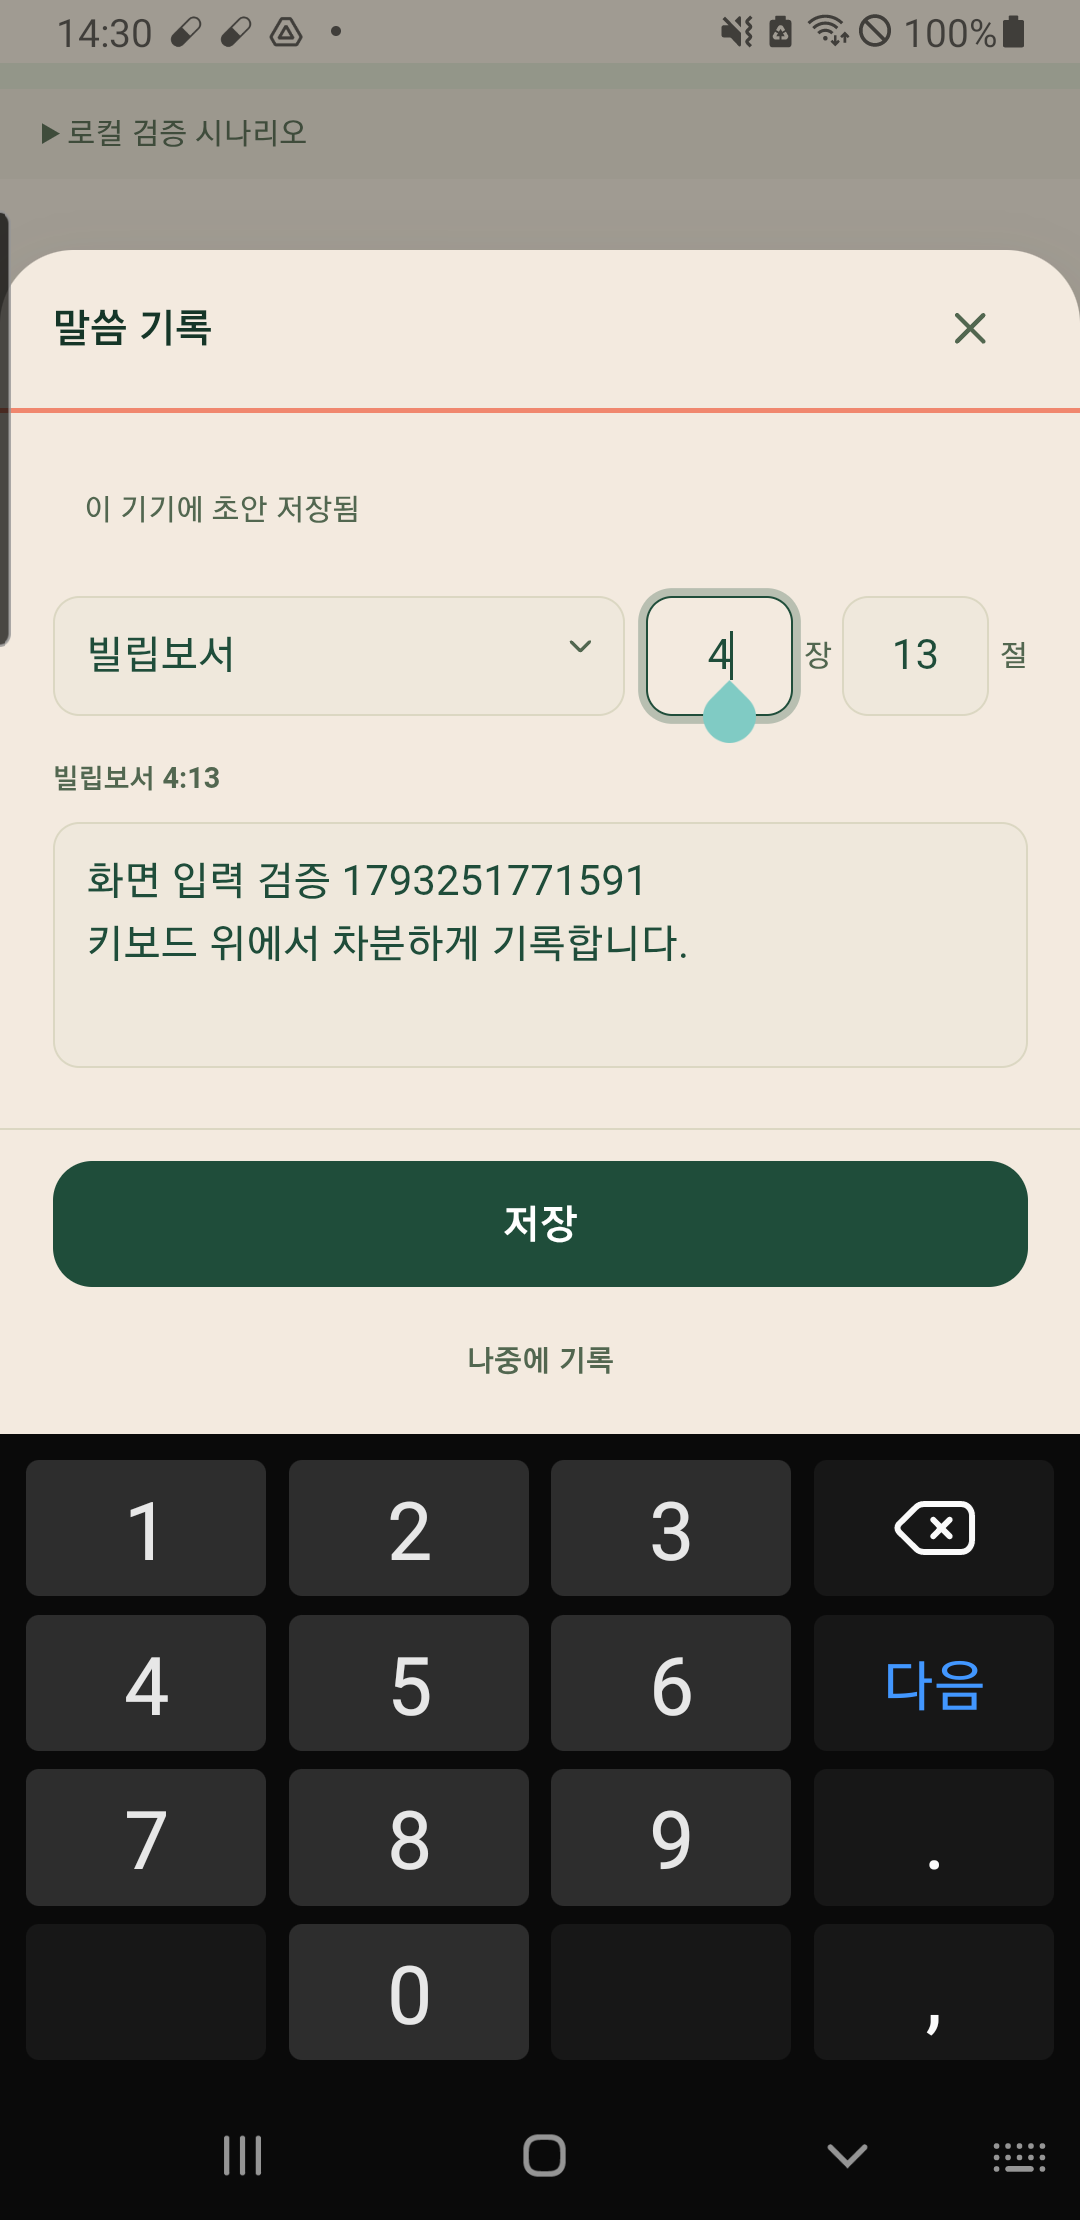 14:30
100%
▶ 로컬 검증 시나리오
말씀 기록
이 기기에 초안 저장됨
빌립보서 4 장 13 절
빌립보서 4:13
화면 입력 검증 1793251771591
키보드 위에서 차분하게 기록합니다.
저장
나중에 기록
1 2 3
4 5 6 다음
7 8 9 .
0 ,